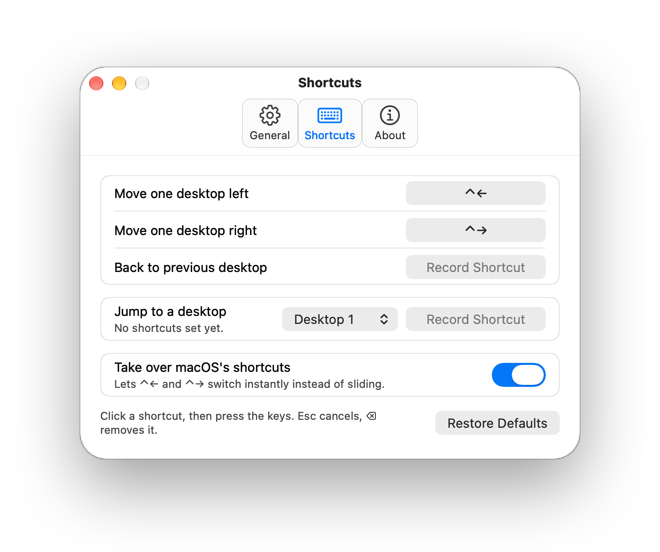 Shortcuts
General
Shortcuts
About
Move one desktop left
^←
Move one desktop right
^→
Back to previous desktop
Record Shortcut
Jump to a desktop
No shortcuts set yet.
Desktop 1
Record Shortcut
Take over macOS's shortcuts
Lets ^← and ^→ switch instantly instead of sliding.
Click a shortcut, then press the keys. Esc cancels, ⌫
removes it.
Restore Defaults